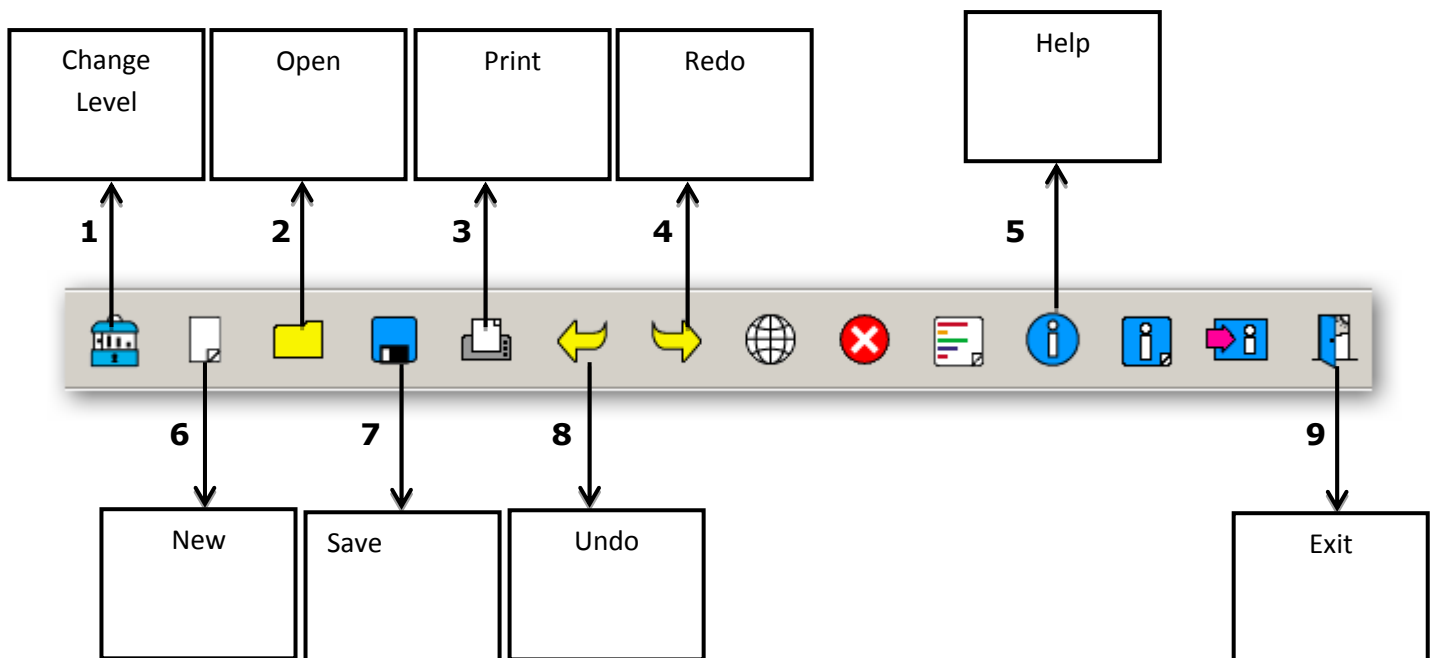 Change
Level
Open
Print
Redo
Help
1
2
3
4
5
6
7
8
9
New
Save
Undo
Exit